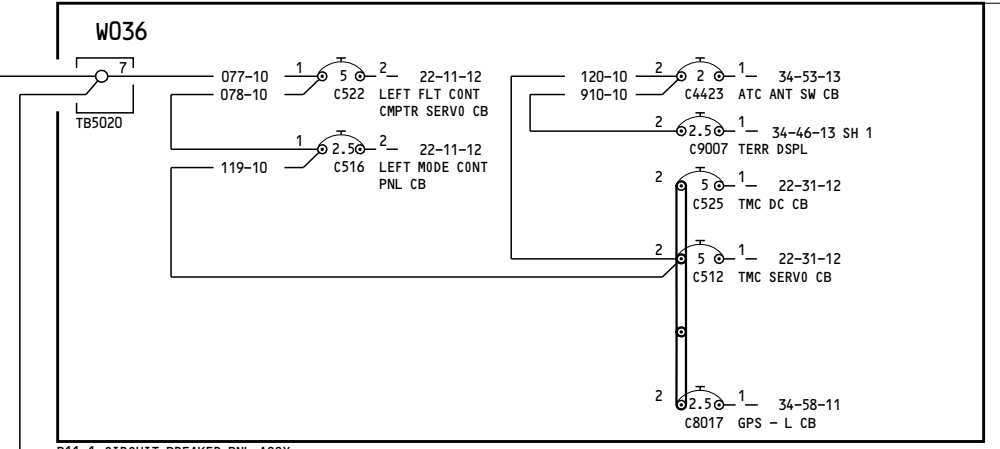 W036
7
TB5020
077-10 1 5 2 22-11-12
078-10 C522 LEFT FLT CONT
CMPTR SERVO CB
1 2.5 2 22-11-12
119-10 C516 LEFT MODE CONT
PNL CB
120-10 2 2 1 34-53-13
910-10 C4423 ATC ANT SW CB
2 2.5 1 34-46-13 SH 1
C9007 TERR DSPL
2 5 1 22-31-12
C525 TMC DC CB
2 5 1 22-31-12
C512 TMC SERVO CB
2 2.5 1 34-58-11
C8017 GPS - L CB